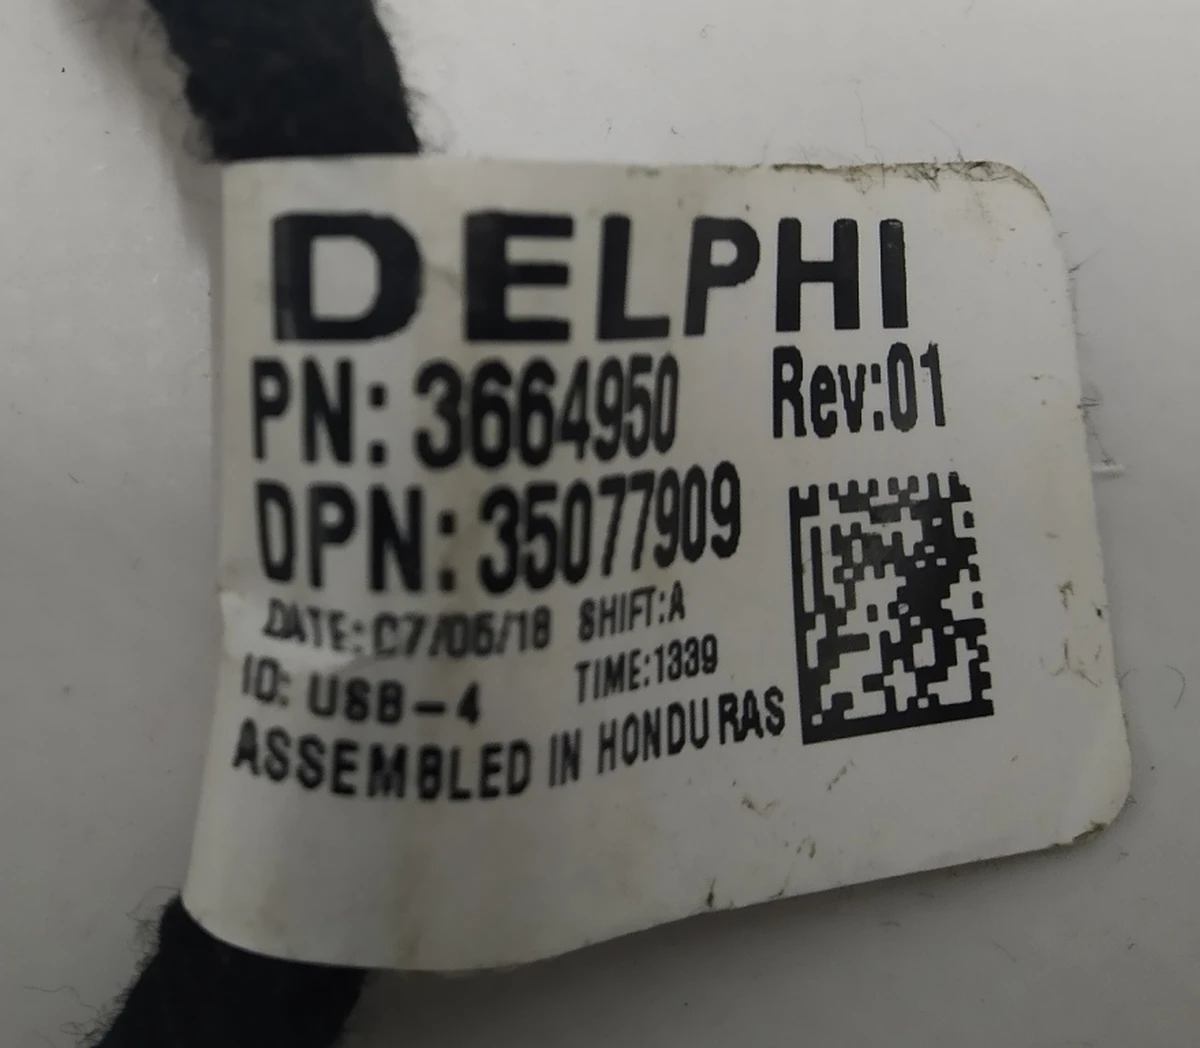 DELPHI
PN: 3664950 Rev:01
DPN: 35077909
DATE: 07/06/18 SHIFT:A
ID: USB-4 TIME:1339
ASSEMBLED IN HONDURAS